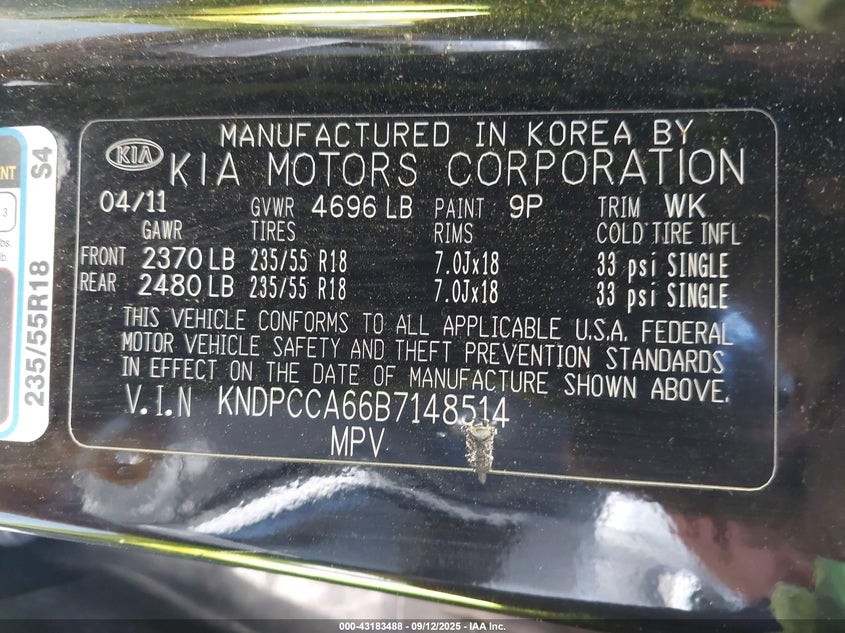 MANUFACTURED IN KOREA BY
KIA KIA MOTORS CORPORATION
04/11 GVWR 4696 LB PAINT 9P TRIM WK
GAWR TIRES RIMS COLD TIRE INFL
FRONT 2370 LB 235/55 R18 7.0Jx18 33 psi SINGLE
REAR 2480 LB 235/55 R18 7.0Jx18 33 psi SINGLE
THIS VEHICLE CONFORMS TO ALL APPLICABLE U.S.A. FEDERAL
MOTOR VEHICLE SAFETY AND THEFT PREVENTION STANDARDS
IN EFFECT ON THE DATE OF MANUFACTURE SHOWN ABOVE.
V.I.N KNDPCCA66B7148514
MPV
235/55R18 S4
3
000-43183488 - 09/12/2025 - IAA Inc.